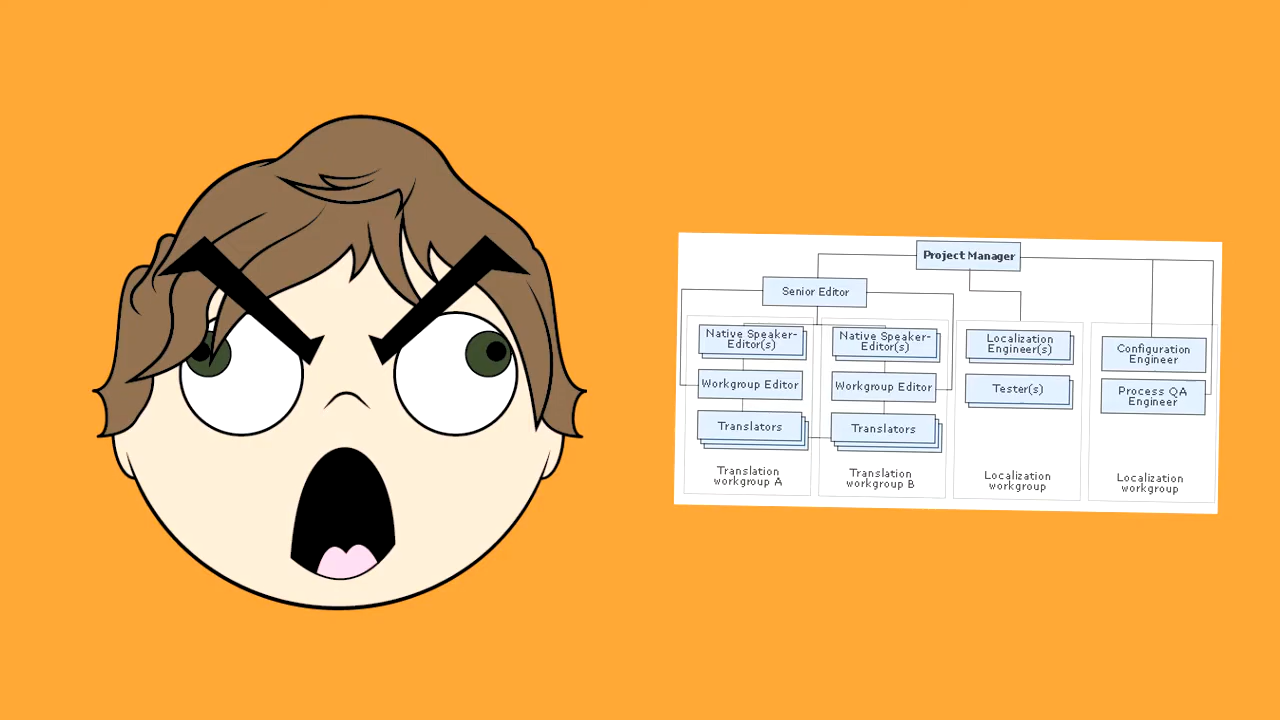 Project Manager
Senior Editor
Native Speaker-
Editor(s)
Workgroup Editor
Translators
Translation
workgroup A
Native Speaker-
Editor(s)
Workgroup Editor
Translators
Translation
workgroup B
Localization
Engineer(s)
Tester(s)
Localization
workgroup
Configuration
Engineer
Process QA
Engineer
Localization
workgroup